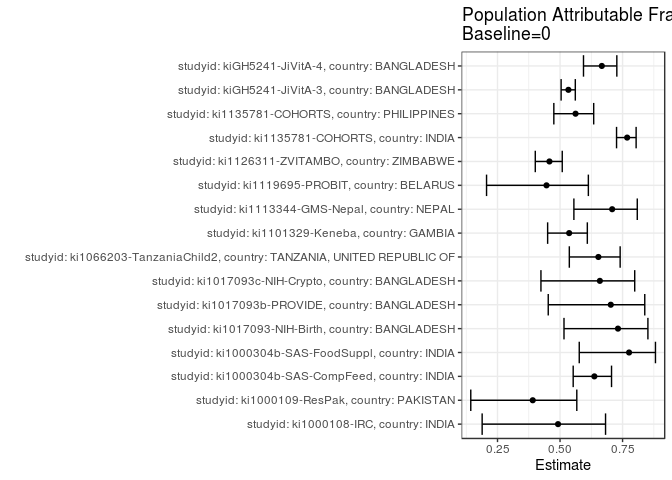 Population Attributable Fra
Baseline=0
studyid: kiGH5241-JiVitA-4, country: BANGLADESH
studyid: kiGH5241-JiVitA-3, country: BANGLADESH
studyid: ki1135781-COHORTS, country: PHILIPPINES
studyid: ki1135781-COHORTS, country: INDIA
studyid: ki1126311-ZVITAMBO, country: ZIMBABWE
studyid: ki1119695-PROBIT, country: BELARUS
studyid: ki1113344-GMS-Nepal, country: NEPAL
studyid: ki1101329-Keneba, country: GAMBIA
studyid: ki1066203-TanzaniaChild2, country: TANZANIA, UNITED REPUBLIC OF
studyid: ki1017093c-NIH-Crypto, country: BANGLADESH
studyid: ki1017093b-PROVIDE, country: BANGLADESH
studyid: ki1017093-NIH-Birth, country: BANGLADESH
studyid: ki1000304b-SAS-FoodSuppl, country: INDIA
studyid: ki1000304b-SAS-CompFeed, country: INDIA
studyid: ki1000109-ResPak, country: PAKISTAN
studyid: ki1000108-IRC, country: INDIA
0.25 0.50 0.75
Estimate